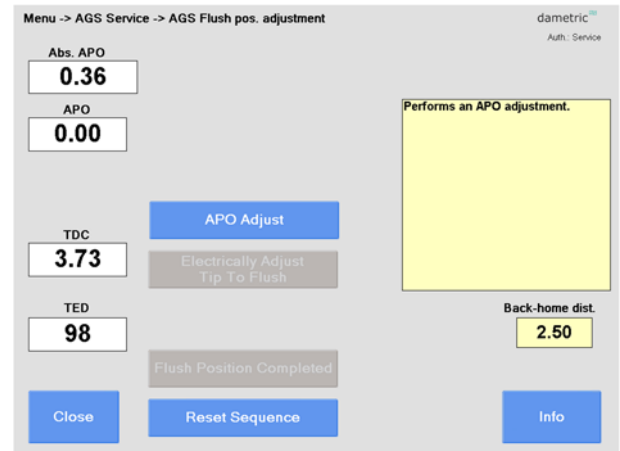 Menu -> AGS Service -> AGS Flush pos. adjustment
dametric
Auth.: Service
Abs. APO
0.36
APO
0.00
Performs an APO adjustment.
APO Adjust
TDC
3.73
Electrically Adjust
Tip To Flush
TED
98
Back-home dist.
2.50
Flush Position Completed
Close
Reset Sequence
Info